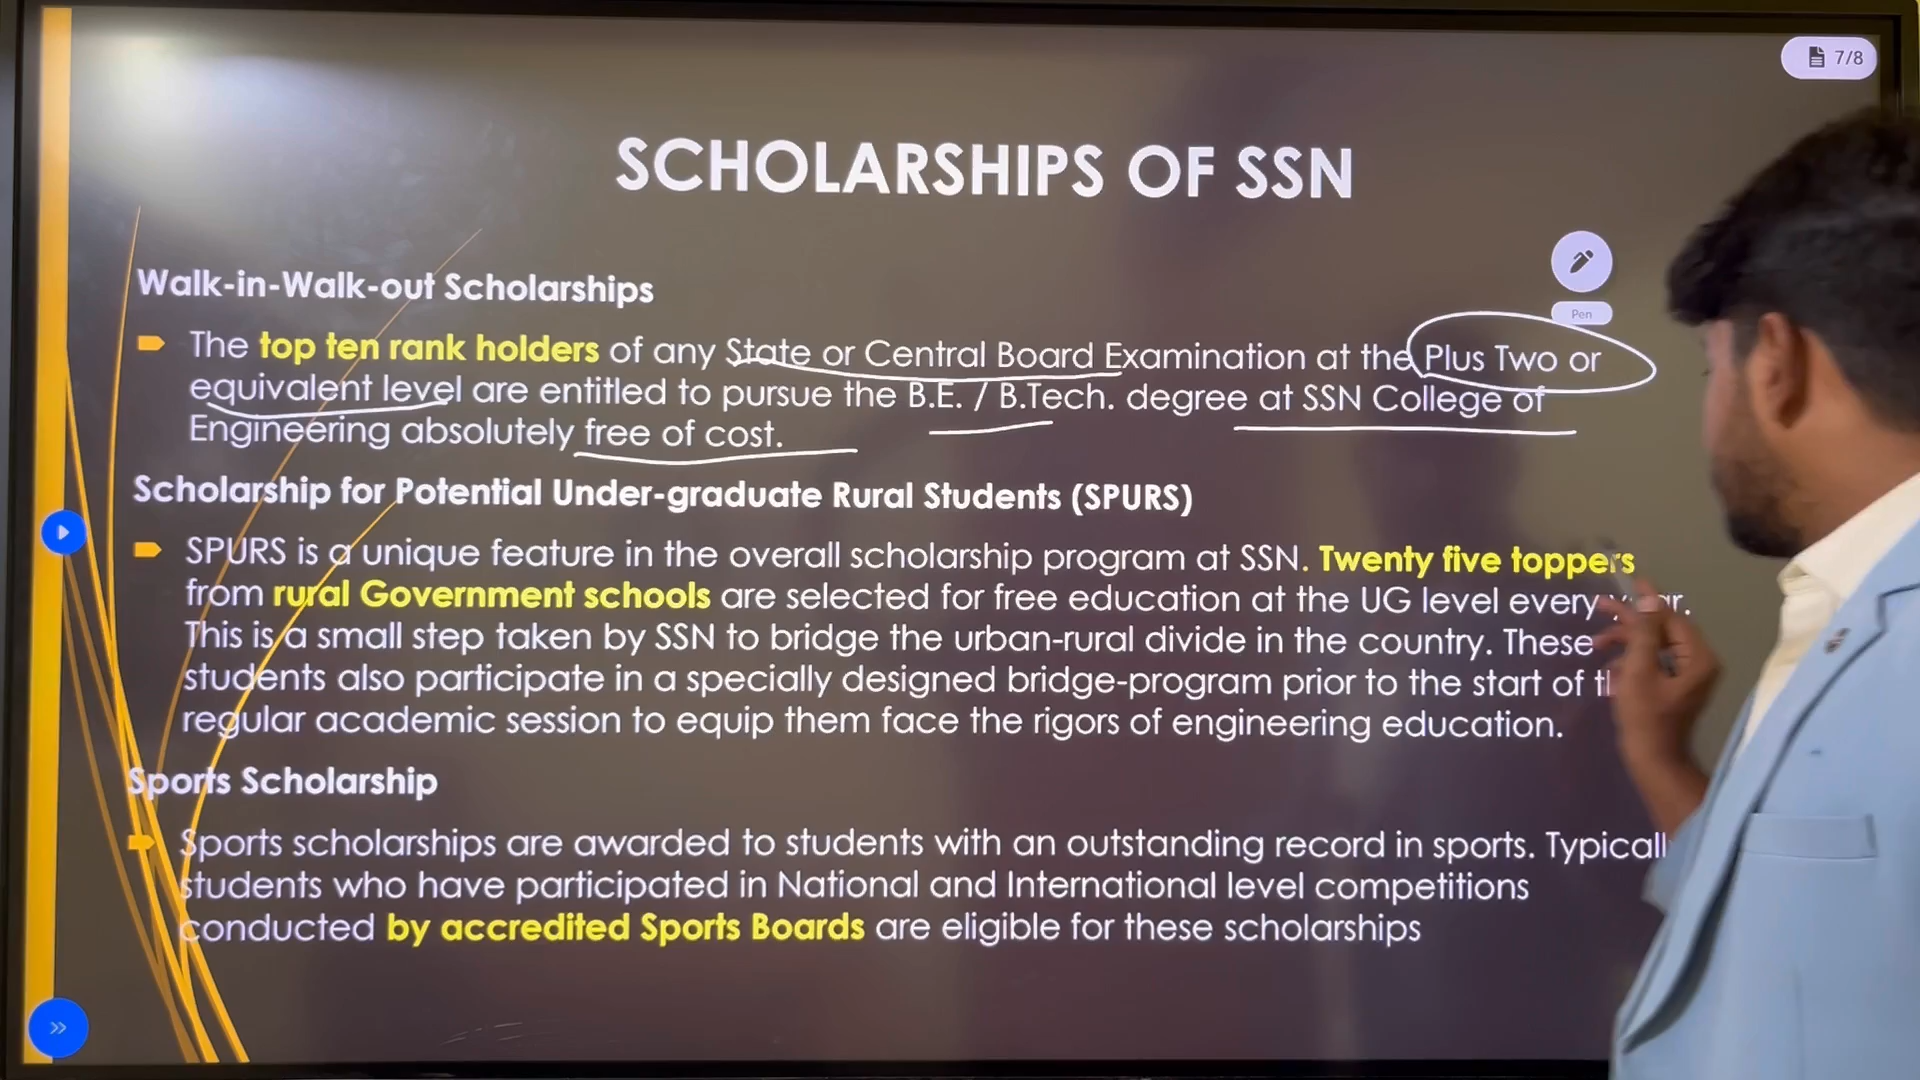 7/8
SCHOLARSHIPS OF SSN
Pen
Walk-in-Walk-out Scholarships
The top ten rank holders of any State or Central Board Examination at the Plus Two or
equivalent level are entitled to pursue the B.E. / B.Tech. degree at SSN College of
Engineering absolutely free of cost.
Scholarship for Potential Under-graduate Rural Students (SPURS)
SPURS is a unique feature in the overall scholarship program at SSN. Twenty five toppers
from rural Government schools are selected for free education at the UG level every
This is a small step taken by SSN to bridge the urban-rural divide in the country. These
students also participate in a specially designed bridge-program prior to the start of
regular academic session to equip them face the rigors of engineering education.
Sports Scholarship
Sports scholarships are awarded to students with an outstanding record in sports. Typicall
students who have participated in National and International level competitions
conducted by accredited Sports Boards are eligible for these scholarships